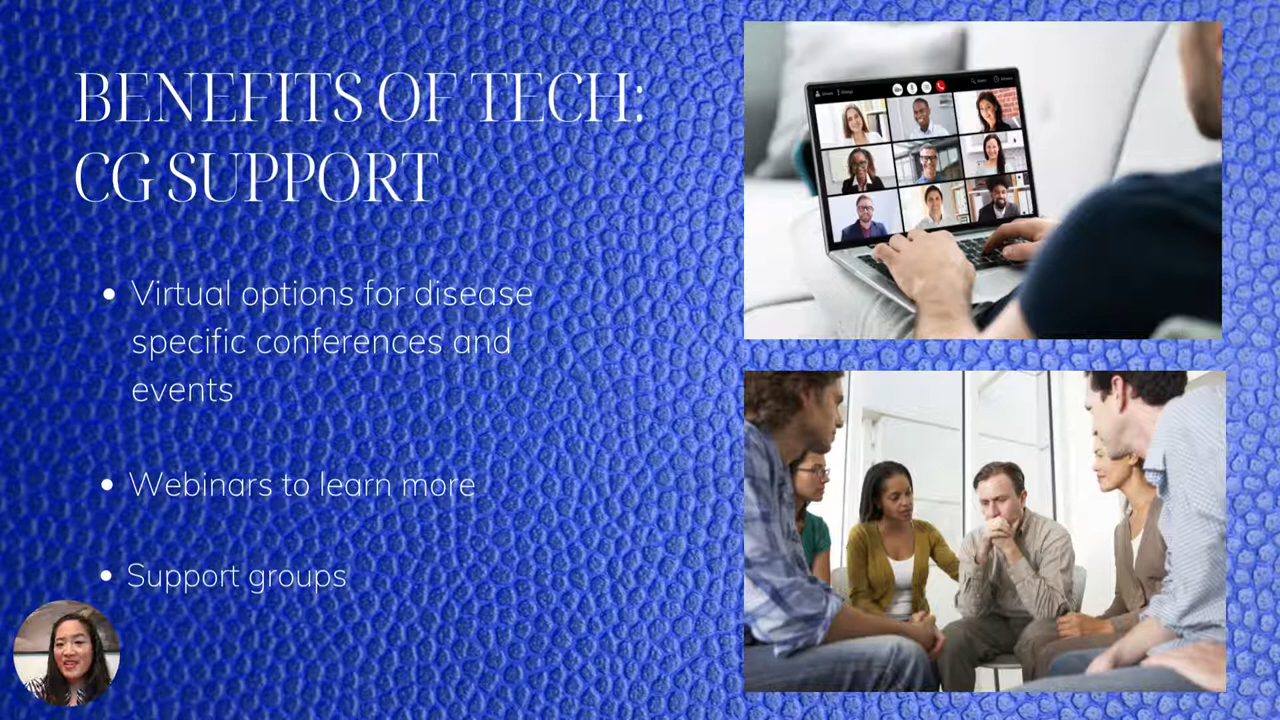 BENEFITS OF TECH:
CG SUPPORT
• Virtual options for disease
specific conferences and
events
• Webinars to learn more
• Support groups